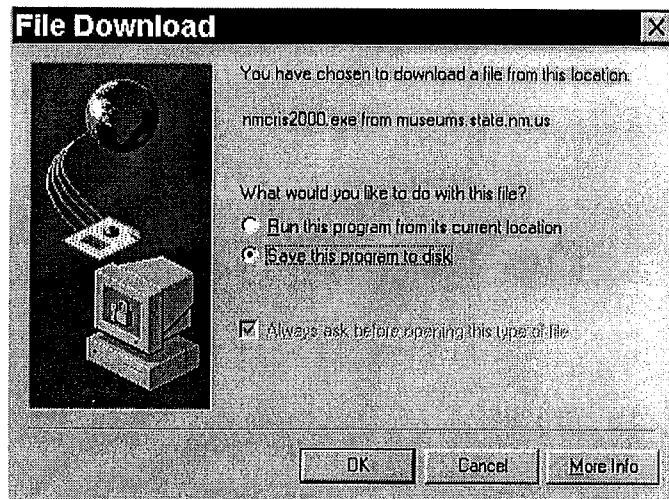 File Download
You have chosen to download a file from this location.
nmcris2000.exe from museums.state.nm.us
What would you like to do with this file?
Run this program from its current location
Save this program to disk
Always ask before opening this type of file
OK
Cancel
More Info